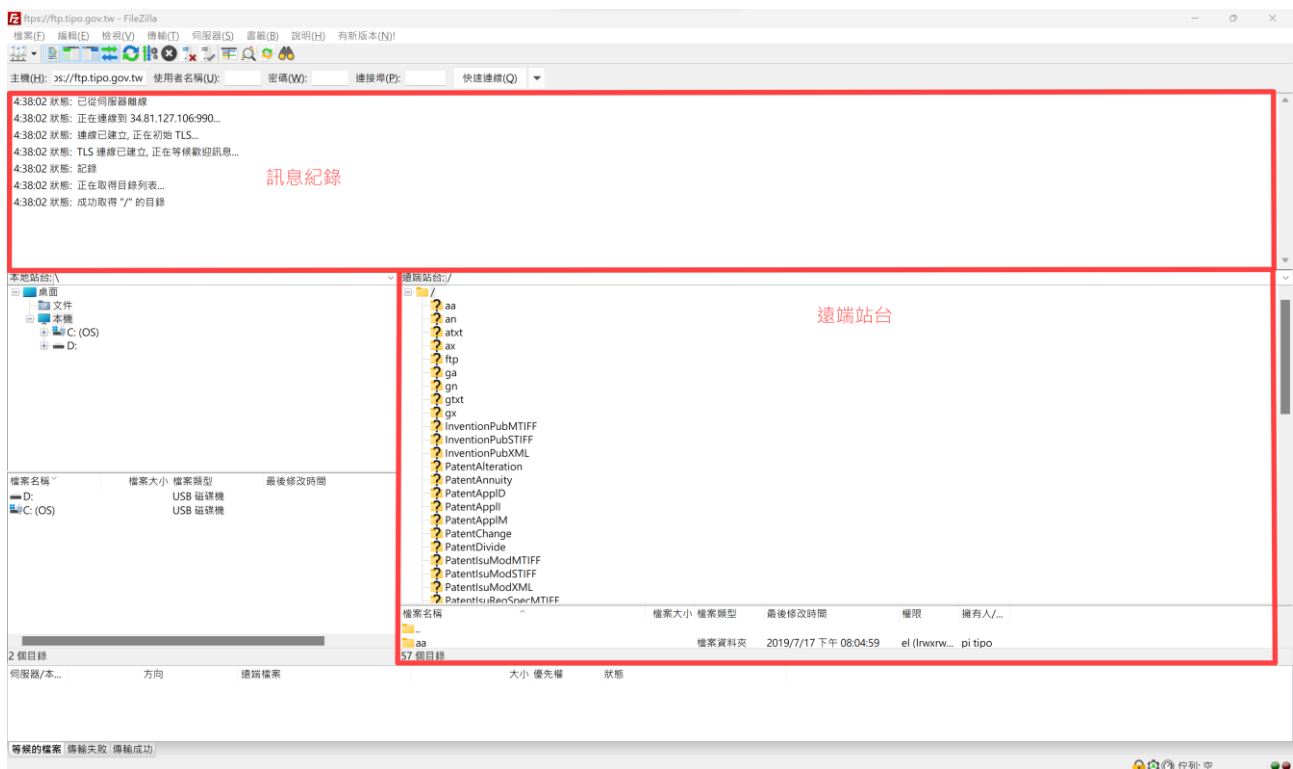 ftps://ftp.tipo.gov.tw - FileZilla
檔案(F) 編輯(E) 檢視(V) 傳輸(T) 伺服器(S) 書籤(B) 說明(H) 有新版本(N)!
主機(H): ps://ftp.tipo.gov.tw 使用者名稱(U): 密碼(W): 連接埠(P): 快速連線(Q)
4:38:02 狀態: 已從伺服器離線
4:38:02 狀態: 正在連線到 34.81.127.106:990...
4:38:02 狀態: 連線已建立, 正在初始 TLS...
4:38:02 狀態: TLS 連線已建立, 正在等候歡迎訊息...
4:38:02 狀態: 記錄
4:38:02 狀態: 正在取得目錄列表...
4:38:02 狀態: 成功取得 "/" 的目錄
訊息紀錄
本地站台: \
桌面
文件
本機
C: (OS)
D:
檔案名稱 檔案大小 檔案類型 最後修改時間
D: USB 磁碟機
C: (OS) USB 磁碟機
2 個目錄
遠端站台: /
/
aa
an
atxt
ax
ftp
ga
gn
gtxt
gx
InventionPubMTIFF
InventionPubSTIFF
InventionPubXML
PatentAlteration
PatentAnnuity
PatentApplD
PatentApplI
PatentApplM
PatentChange
PatentDivide
PatentIsuModMTIFF
PatentIsuModSTIFF
PatentIsuModXML
PatentIsuRegSpecMTIFF
遠端站台
檔案名稱 檔案大小 檔案類型 最後修改時間 權限 擁有人/...
..
aa 檔案資料夾 2019/7/17 下午 08:04:59 el (lrwxrw... pi tipo
57 個目錄
伺服器/本... 方向 遠端檔案 大小 優先權 狀態
等候的檔案 傳輸失敗 傳輸成功
佇列: 空